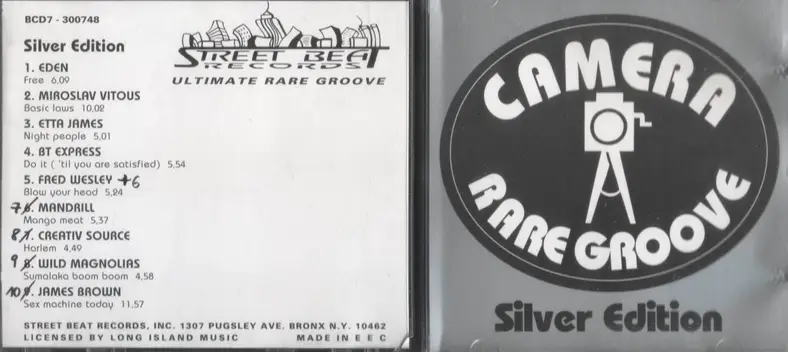 BCD7 - 300748
Silver Edition
STREET BEAT
RECORDS
ULTIMATE RARE GROOVE
1. EDEN
Free 6,09
2. MIROSLAV VITOUS
Basic laws 10,02
3. ETTA JAMES
Night people 5,01
4. BT EXPRESS
Do it ( 'til you are satisfied) 5,54
5. FRED WESLEY +6
Blow your head 5,24
7 6. MANDRILL
Mango meat 5,37
8 7. CREATIV SOURCE
Harlem 4,49
9 8. WILD MAGNOLIAS
Sumalaka boom boom 4,58
10 9. JAMES BROWN
Sex machine today 11,57
STREET BEAT RECORDS, INC. 1307 PUGSLEY AVE. BRONX N.Y. 10462
LICENSED BY LONG ISLAND MUSIC MADE IN E E C
CAMERA
RARE GROOVE
Silver Edition